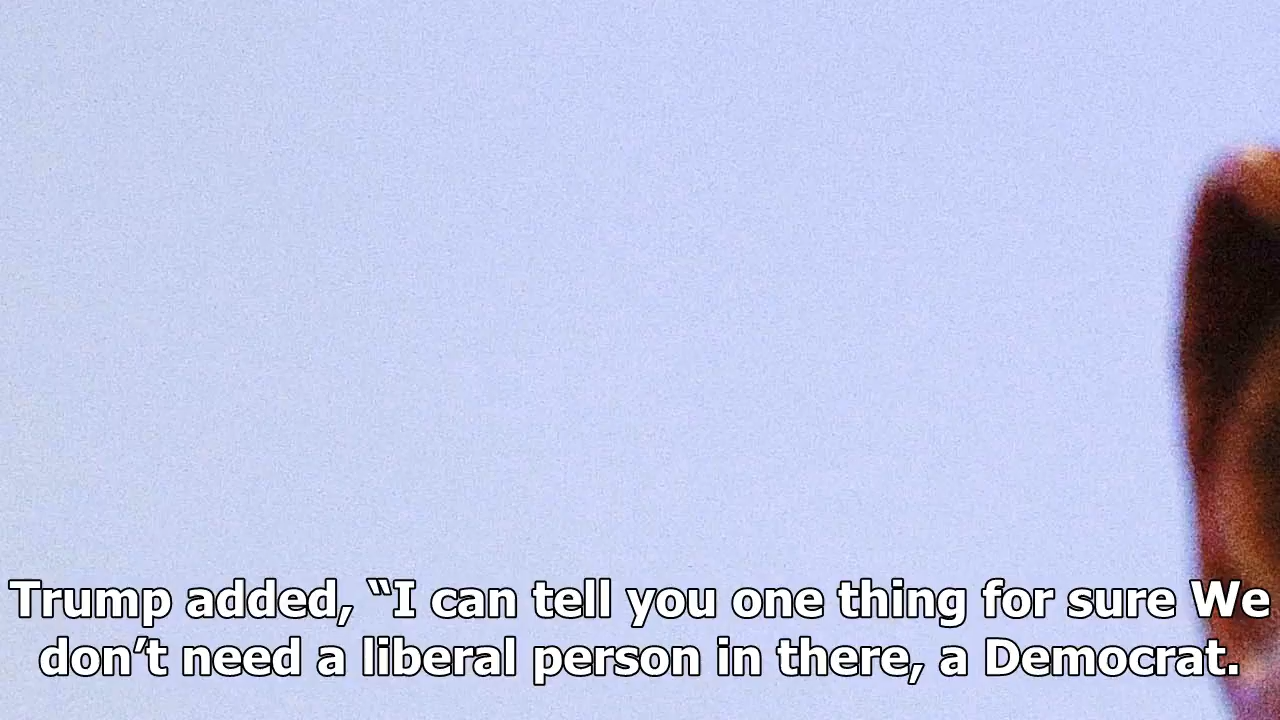 Trump added, “I can tell you one thing for sure We
don’t need a liberal person in there, a Democrat.